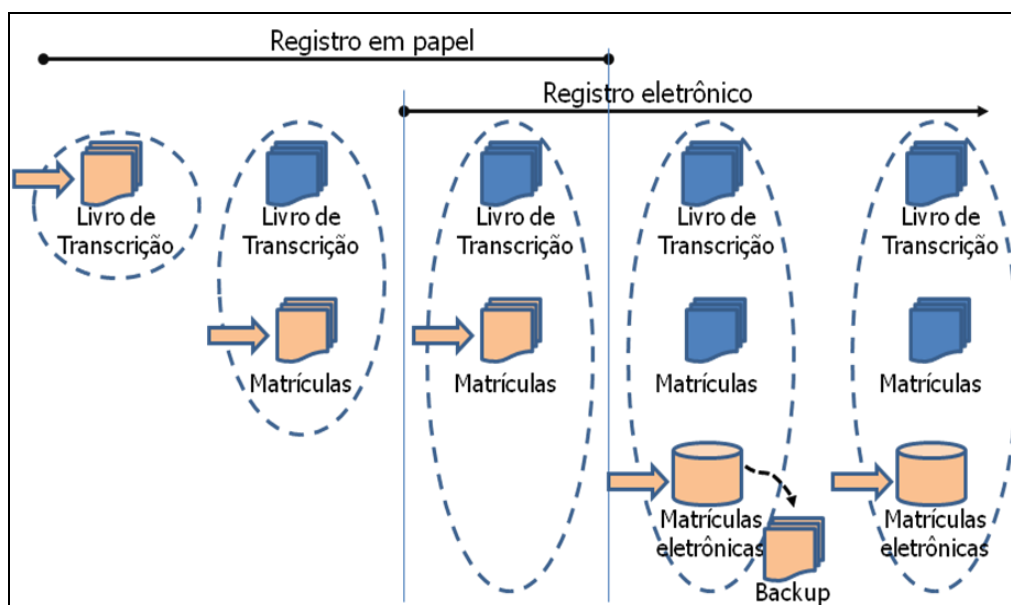 Registro em papel
Registro eletrônico
Livro de
Transcrição
Livro de
Transcrição
Livro de
Transcrição
Livro de
Transcrição
Livro de
Transcrição
Matrículas
Matrículas
Matrículas
Matrículas
Matrículas
eletrônicas
Matrículas
eletrônicas
Backup